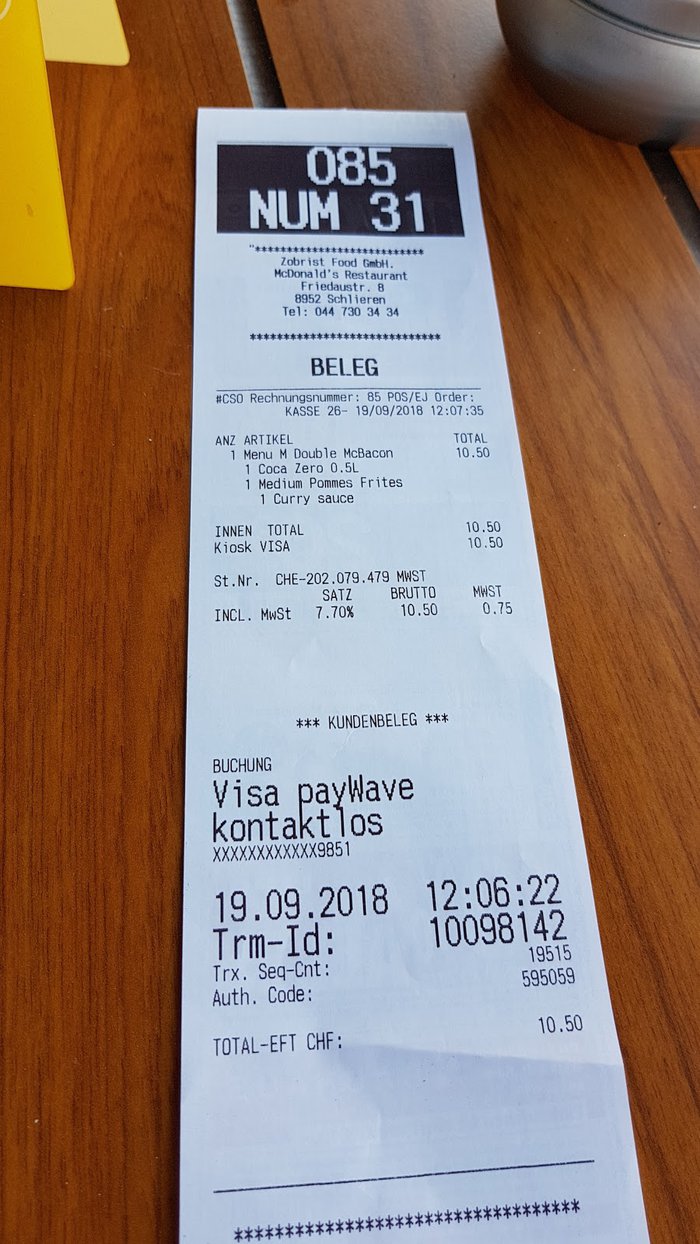 085
NUM 31
"**************************
Zobrist Food GmbH.
McDonald's Restaurant
Friedaustr. 8
8952 Schlieren
Tel: 044 730 34 34
*****************************
BELEG
#CSO Rechnungsnummer: 85 POS/EJ Order:
KASSE 26- 19/09/2018 12:07:35
ANZ ARTIKEL TOTAL
1 Menu M Double McBacon 10.50
1 Coca Zero 0.5L
1 Medium Pommes Frites
1 Curry sauce
INNEN TOTAL 10.50
Kiosk VISA 10.50
St.Nr. CHE-202.079.479 MWST
SATZ BRUTTO MWST
INCL. MwSt 7.70% 10.50 0.75
*** KUNDENBELEG ***
BUCHUNG
Visa payWave
kontaktlos
XXXXXXXXXXXX9851
19.09.2018 12:06:22
Trm-Id: 10098142
Trx. Seq-Cnt: 19515
Auth. Code: 595059
TOTAL-EFT CHF: 10.50
**********************************